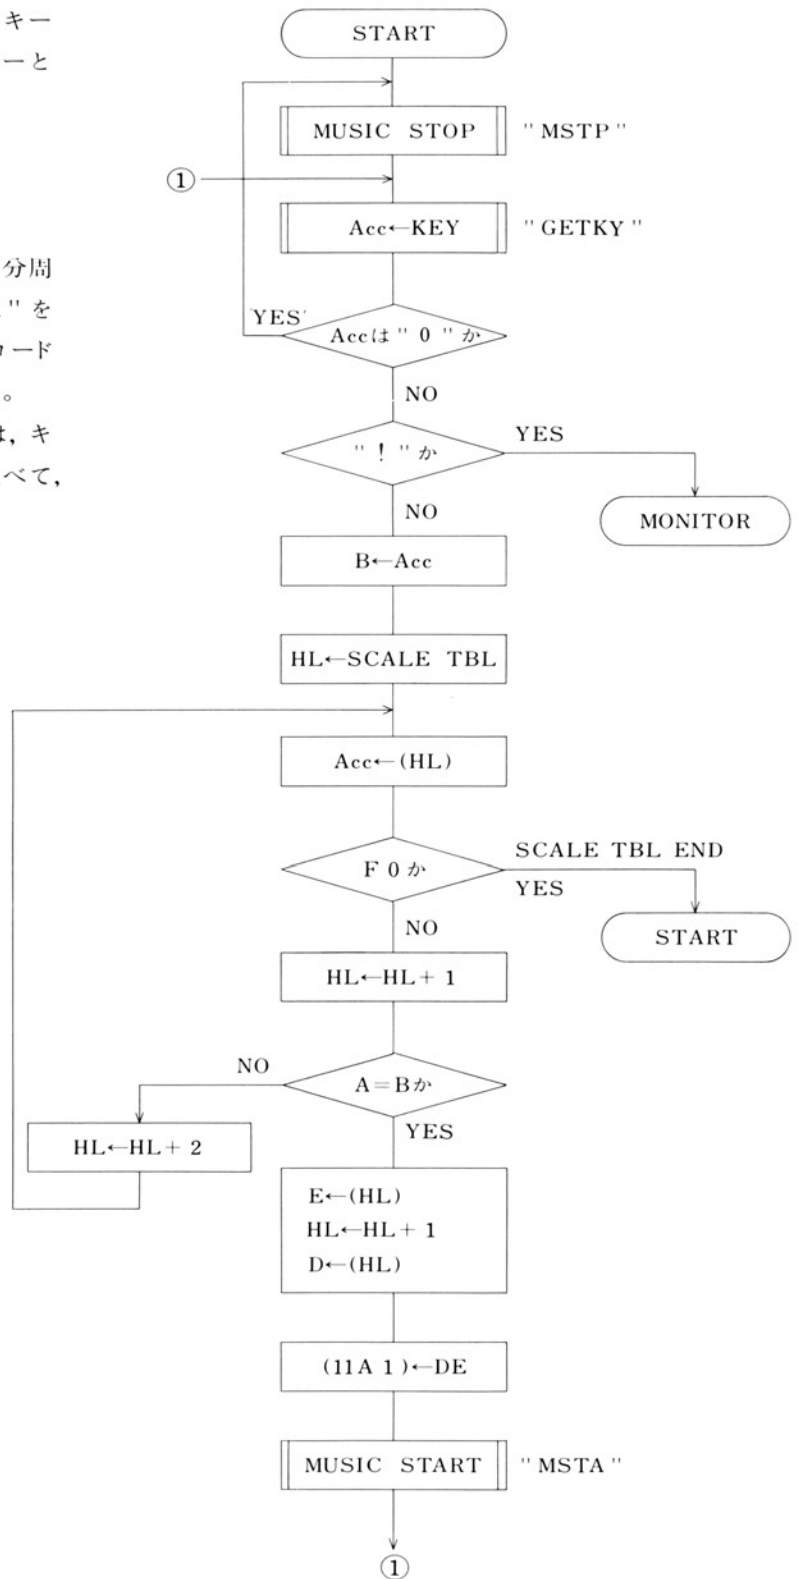 キー
ーと
分周
"を
コード
。
は, キ
べて,
START
MUSIC STOP "MSTP"
①
Acc←KEY "GETKY"
YES
Accは"0"か
NO
"!"か
YES
MONITOR
NO
B←Acc
HL←SCALE TBL
Acc←(HL)
F0か
SCALE TBL END
YES
START
NO
HL←HL+1
NO
A=Bか
HL←HL+2
YES
E←(HL)
HL←HL+1
D←(HL)
(11A1)←DE
MUSIC START "MSTA"
①